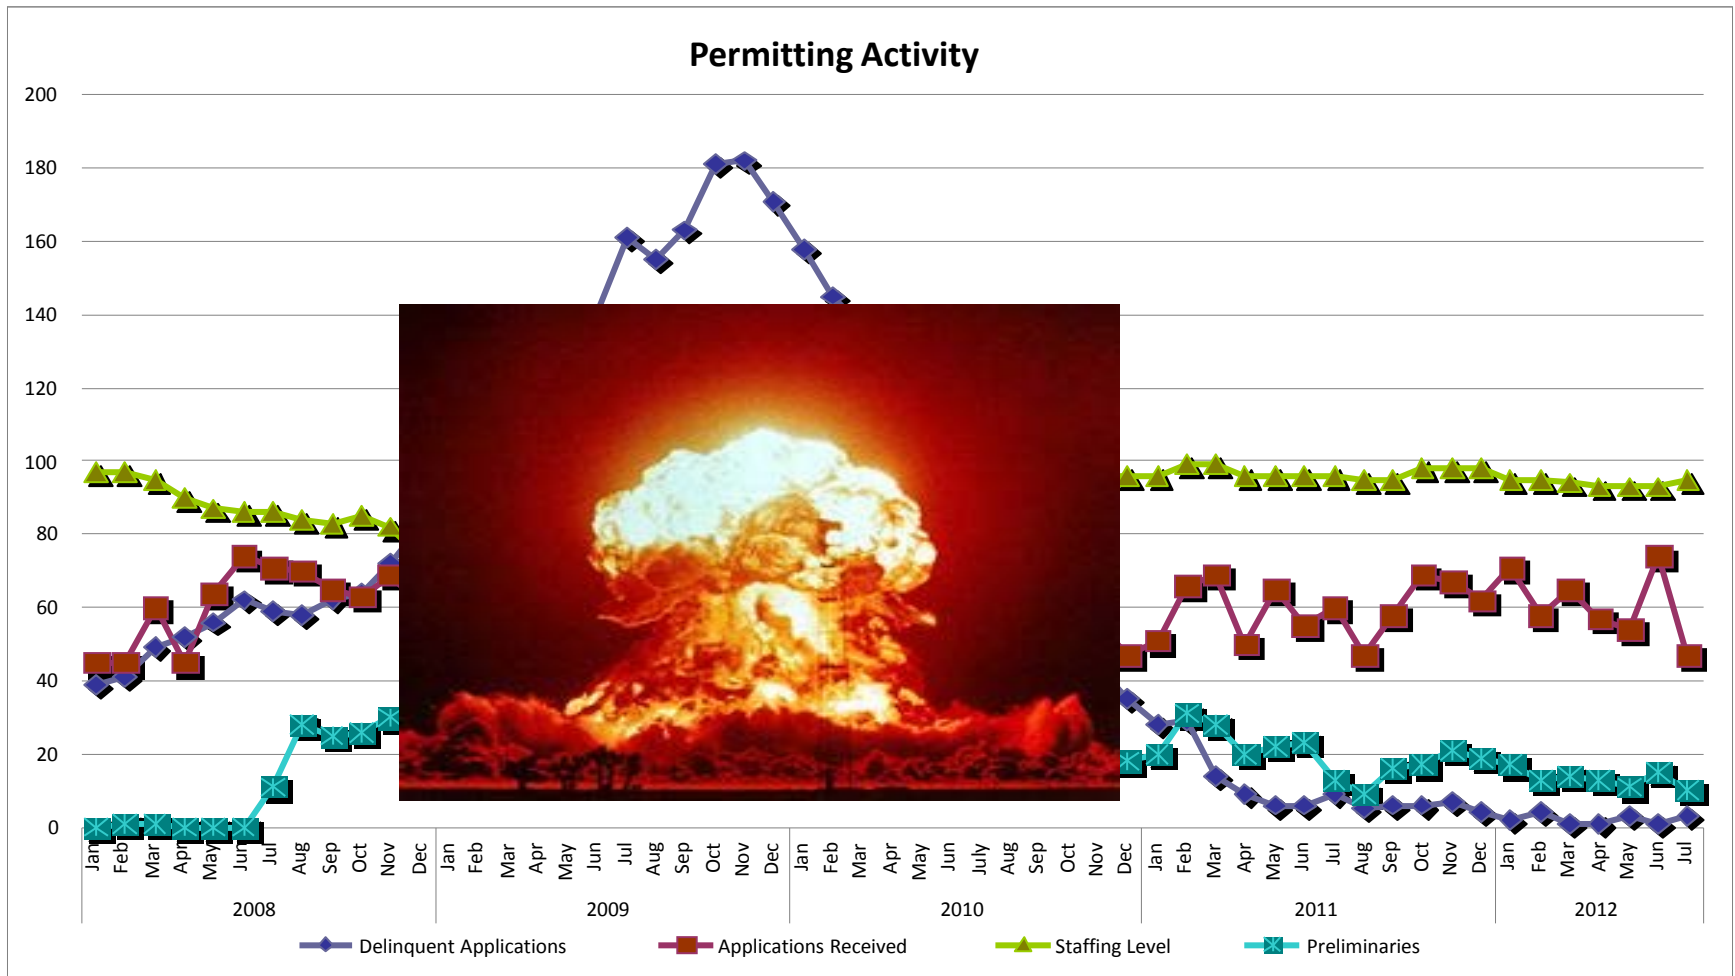 Permitting Activity
200
180
160
140
120
100
80
60
40
20
0
Jan Feb Mar Apr May Jun Jul Aug Sep Oct Nov Dec Jan Feb Mar Apr May Jun Jul Aug Sep Oct Nov Dec Jan Feb Mar Apr May Jun July Aug Sep Oct Nov Dec Jan Feb Mar Apr May Jun Jul Aug Sep Oct Nov Dec Jan Feb Mar Apr May Jun Jul
2008 2009 2010 2011 2012
Delinquent Applications Applications Received Staffing Level Preliminaries